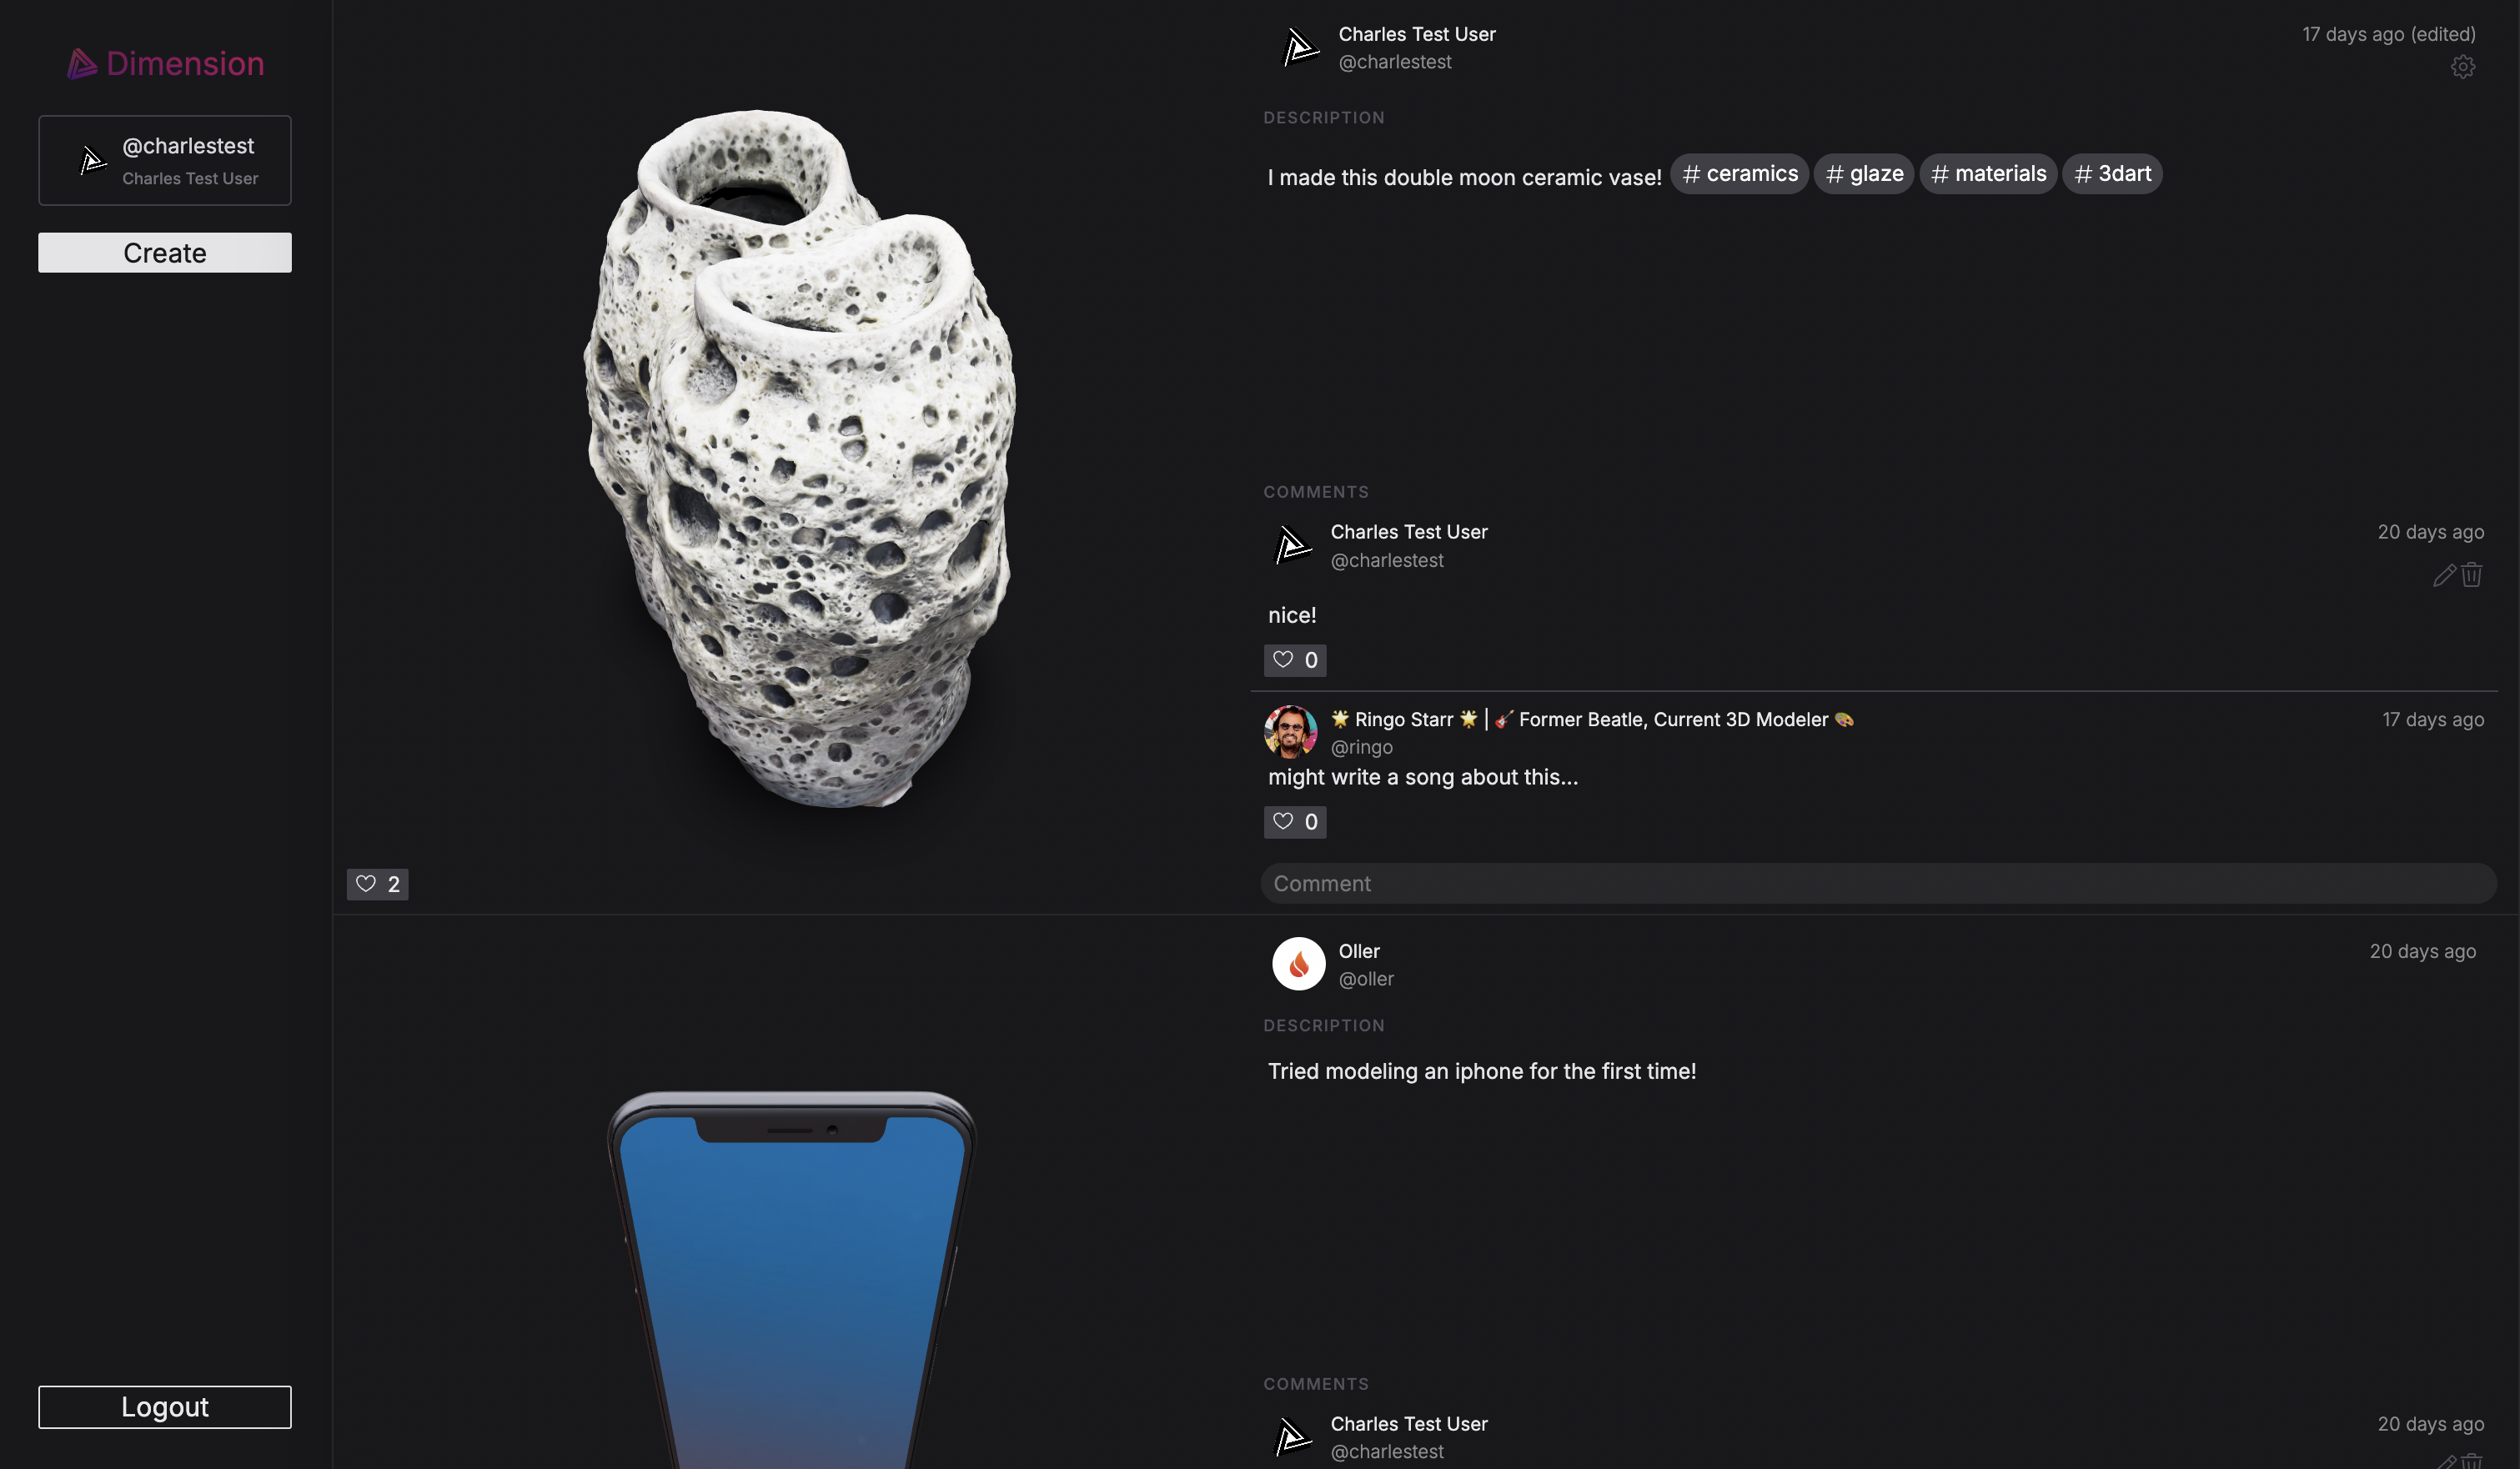 Dimension
@charlestest
Charles Test User
Create
Logout
Charles Test User
17 days ago (edited)
@charlestest
DESCRIPTION
I made this double moon ceramic vase! # ceramics # glaze # materials # 3dart
COMMENTS
Charles Test User
20 days ago
@charlestest
nice!
0
🌟 Ringo Starr 🌟 | 🎸 Former Beatle, Current 3D Modeler 🎨
17 days ago
@ringo
might write a song about this...
0
2
Comment
Oller
20 days ago
@oller
DESCRIPTION
Tried modeling an iphone for the first time!
COMMENTS
Charles Test User
20 days ago
@charlestest